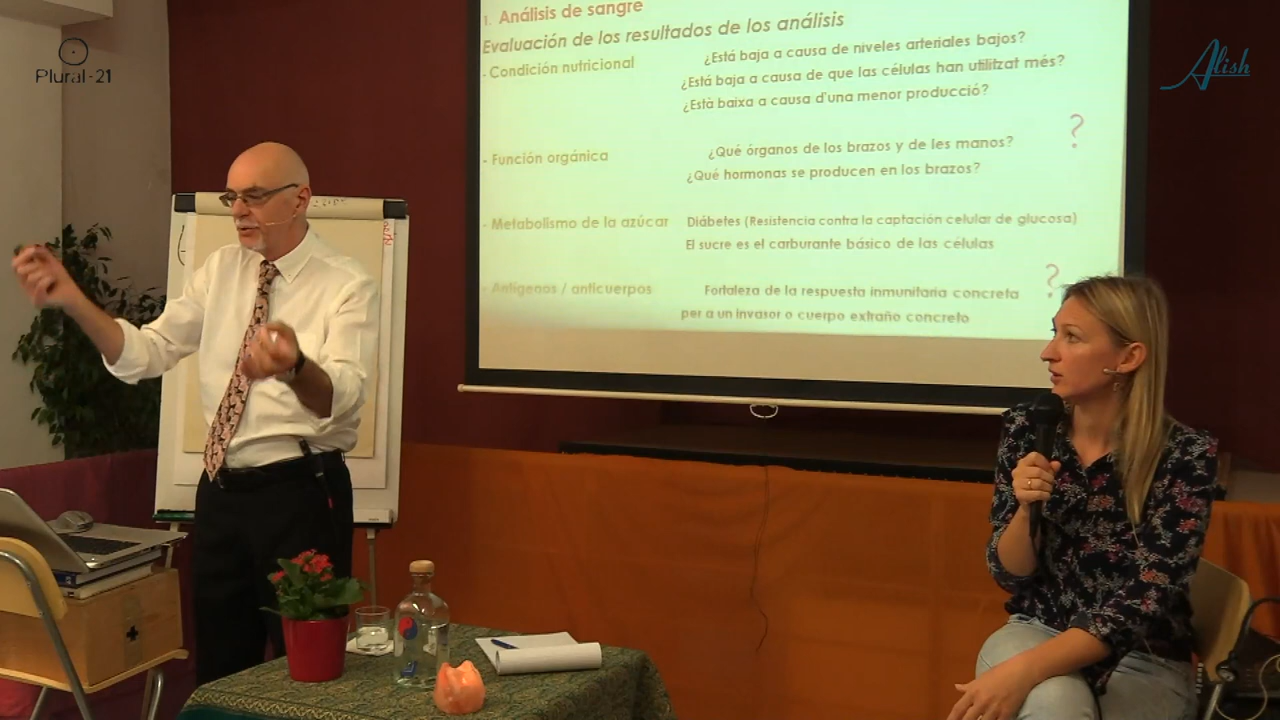 Plural-21
Alish
1. Análisis de sangre
Evaluación de los resultados de los análisis
- Condición nutricional
¿Está baja a causa de niveles arteriales bajos?
¿Está baja a causa de que las células han utilitzat més?
¿Està baixa a causa d'una menor producció?
?
- Función orgánica
¿Qué órganos de los brazos y de les manos?
¿Qué hormonas se producen en los brazos?
- Metabolismo de la azúcar
Diábetes (Resistencia contra la captación celular de glucosa)
El sucre es el carburante básico de las células
?
- Antígenos / anticuerpos
Fortaleza de la respuesta inmunitaria concreta
per a un invasor o cuerpo extraño concreto